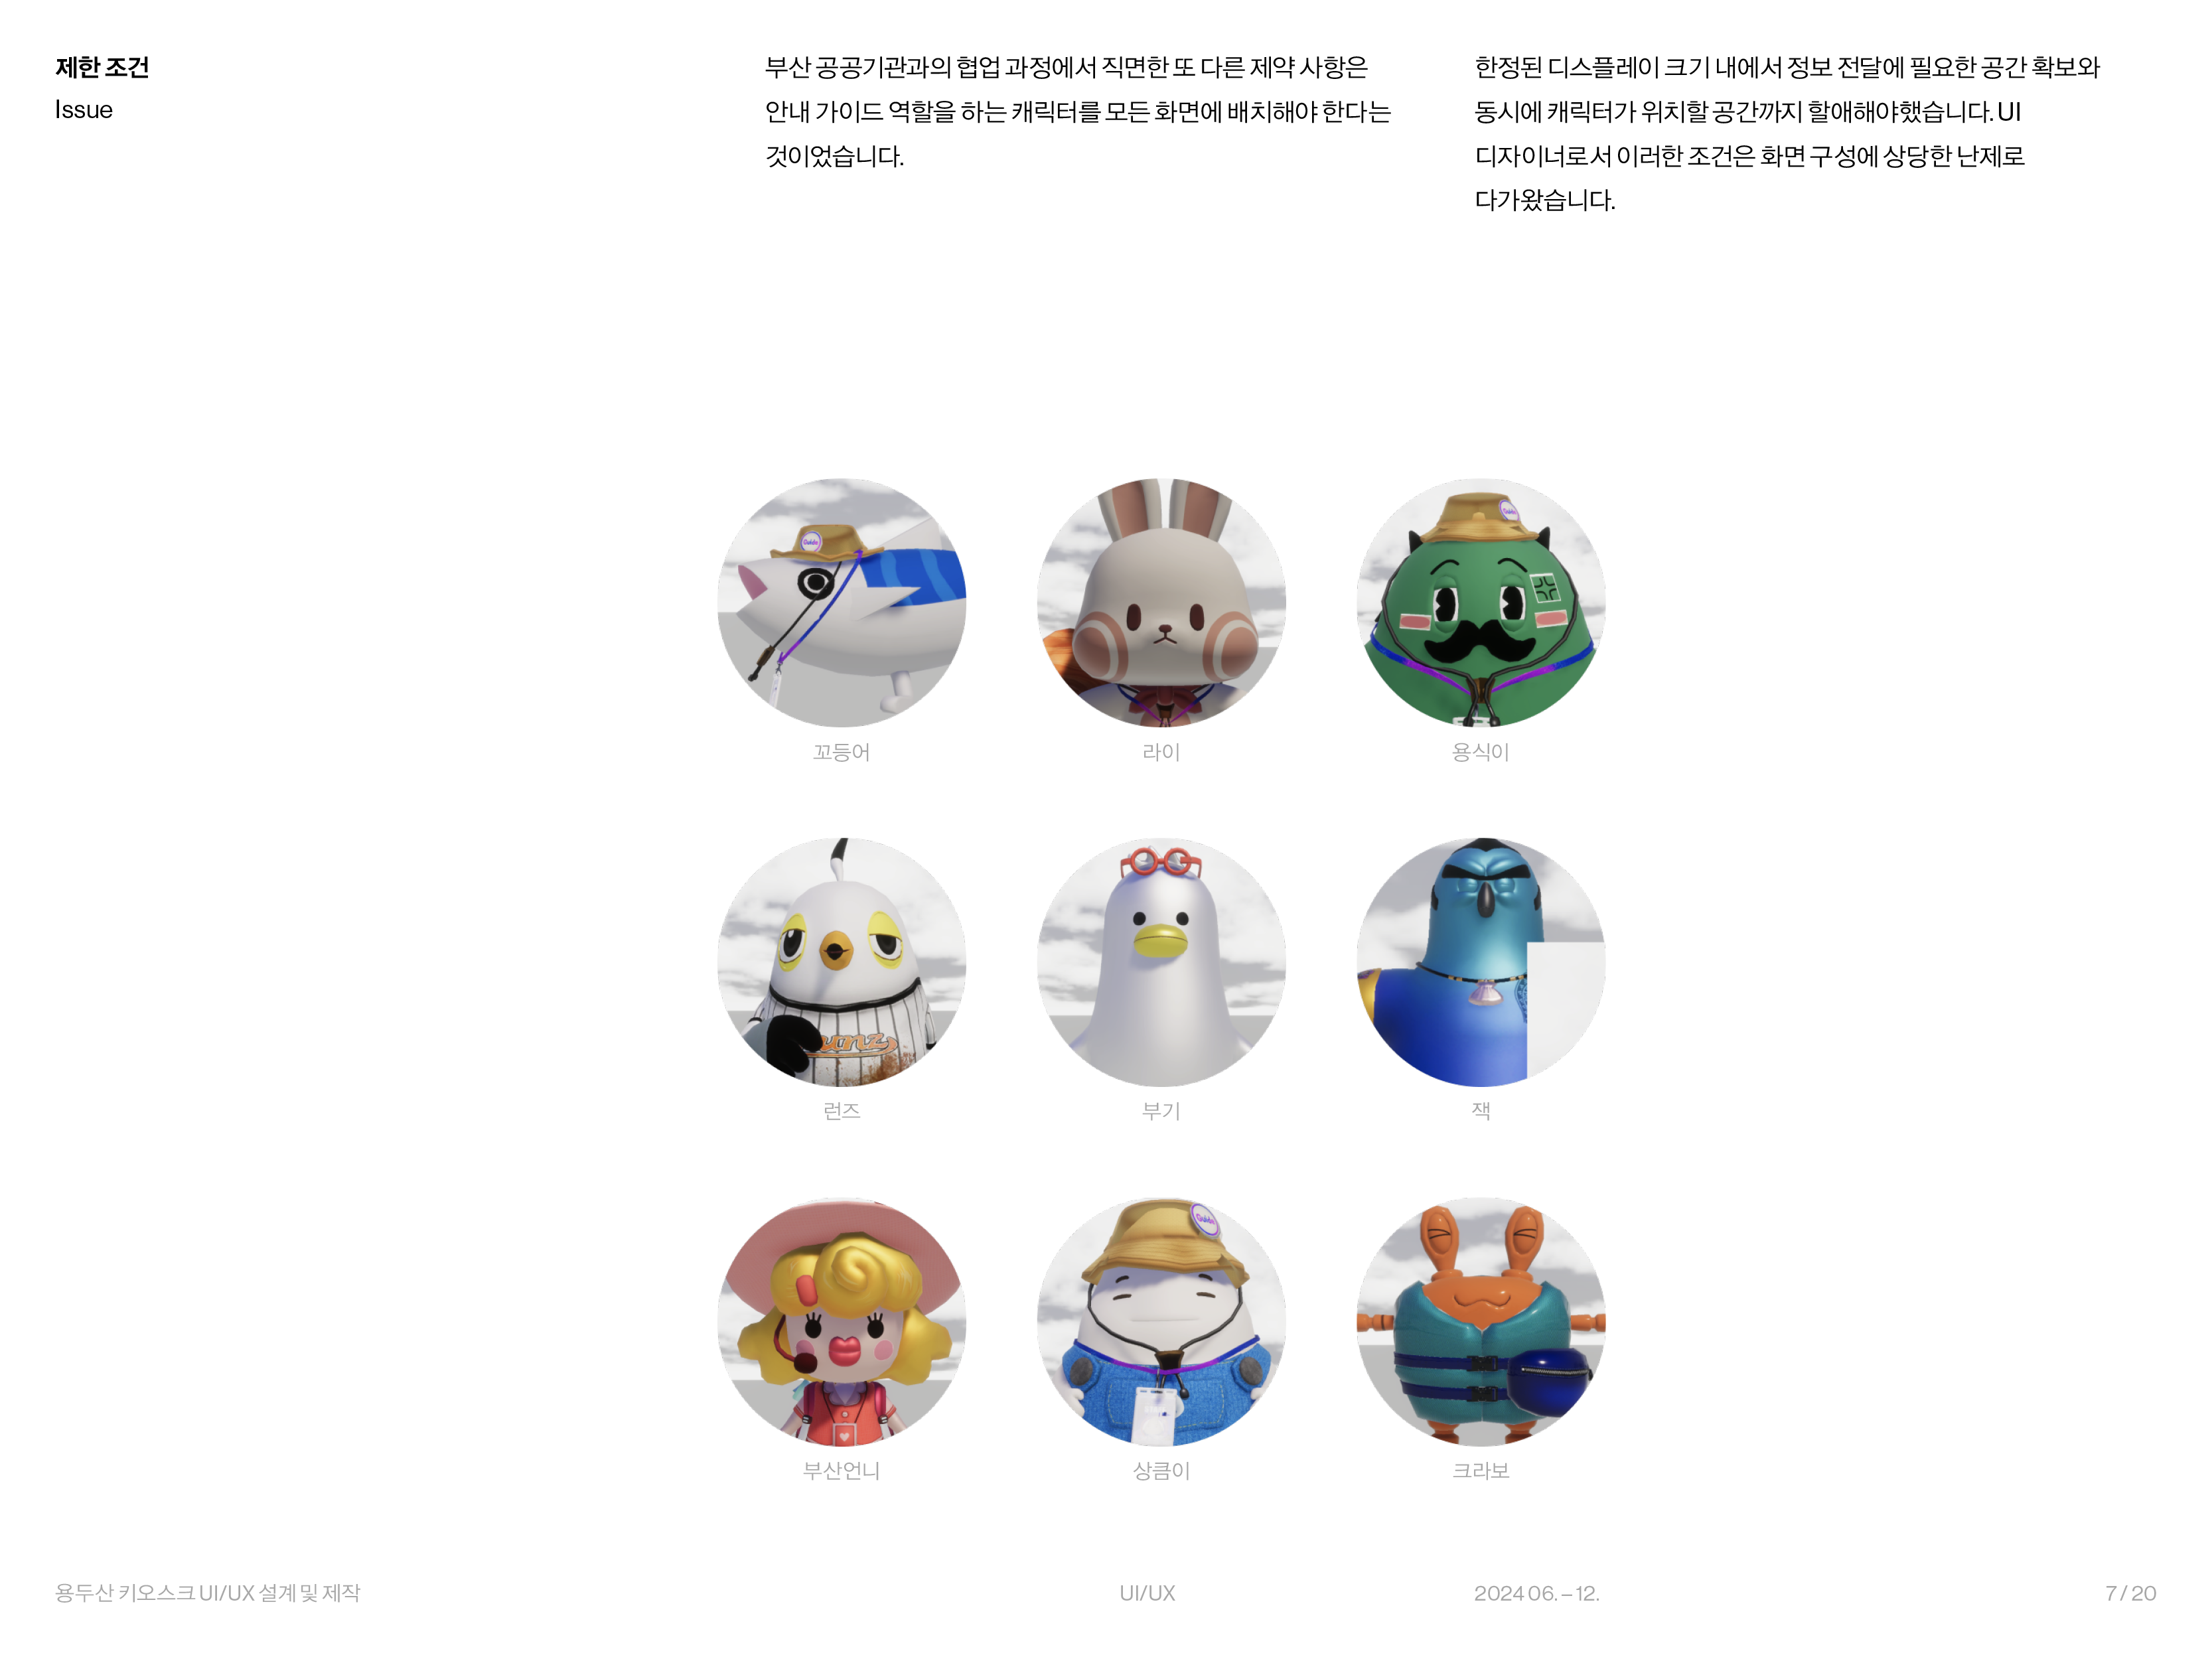 제한 조건
Issue
부산 공공기관과의 협업 과정에서 직면한 또 다른 제약 사항은
안내 가이드 역할을 하는 캐릭터를 모든 화면에 배치해야 한다는
것이었습니다.
한정된 디스플레이 크기 내에서 정보 전달에 필요한 공간 확보와
동시에 캐릭터가 위치할 공간까지 할애해야했습니다. UI
디자이너로서 이러한 조건은 화면 구성에 상당한 난제로
다가왔습니다.
Guide
Guide
꼬등어
라이
용식이
unz
런즈
부기
잭
Guide
부산언니
상큼이
크라보
용두산 키오스크 UI/UX 설계 및 제작
UI/UX
2024 06. – 12.
7 / 20